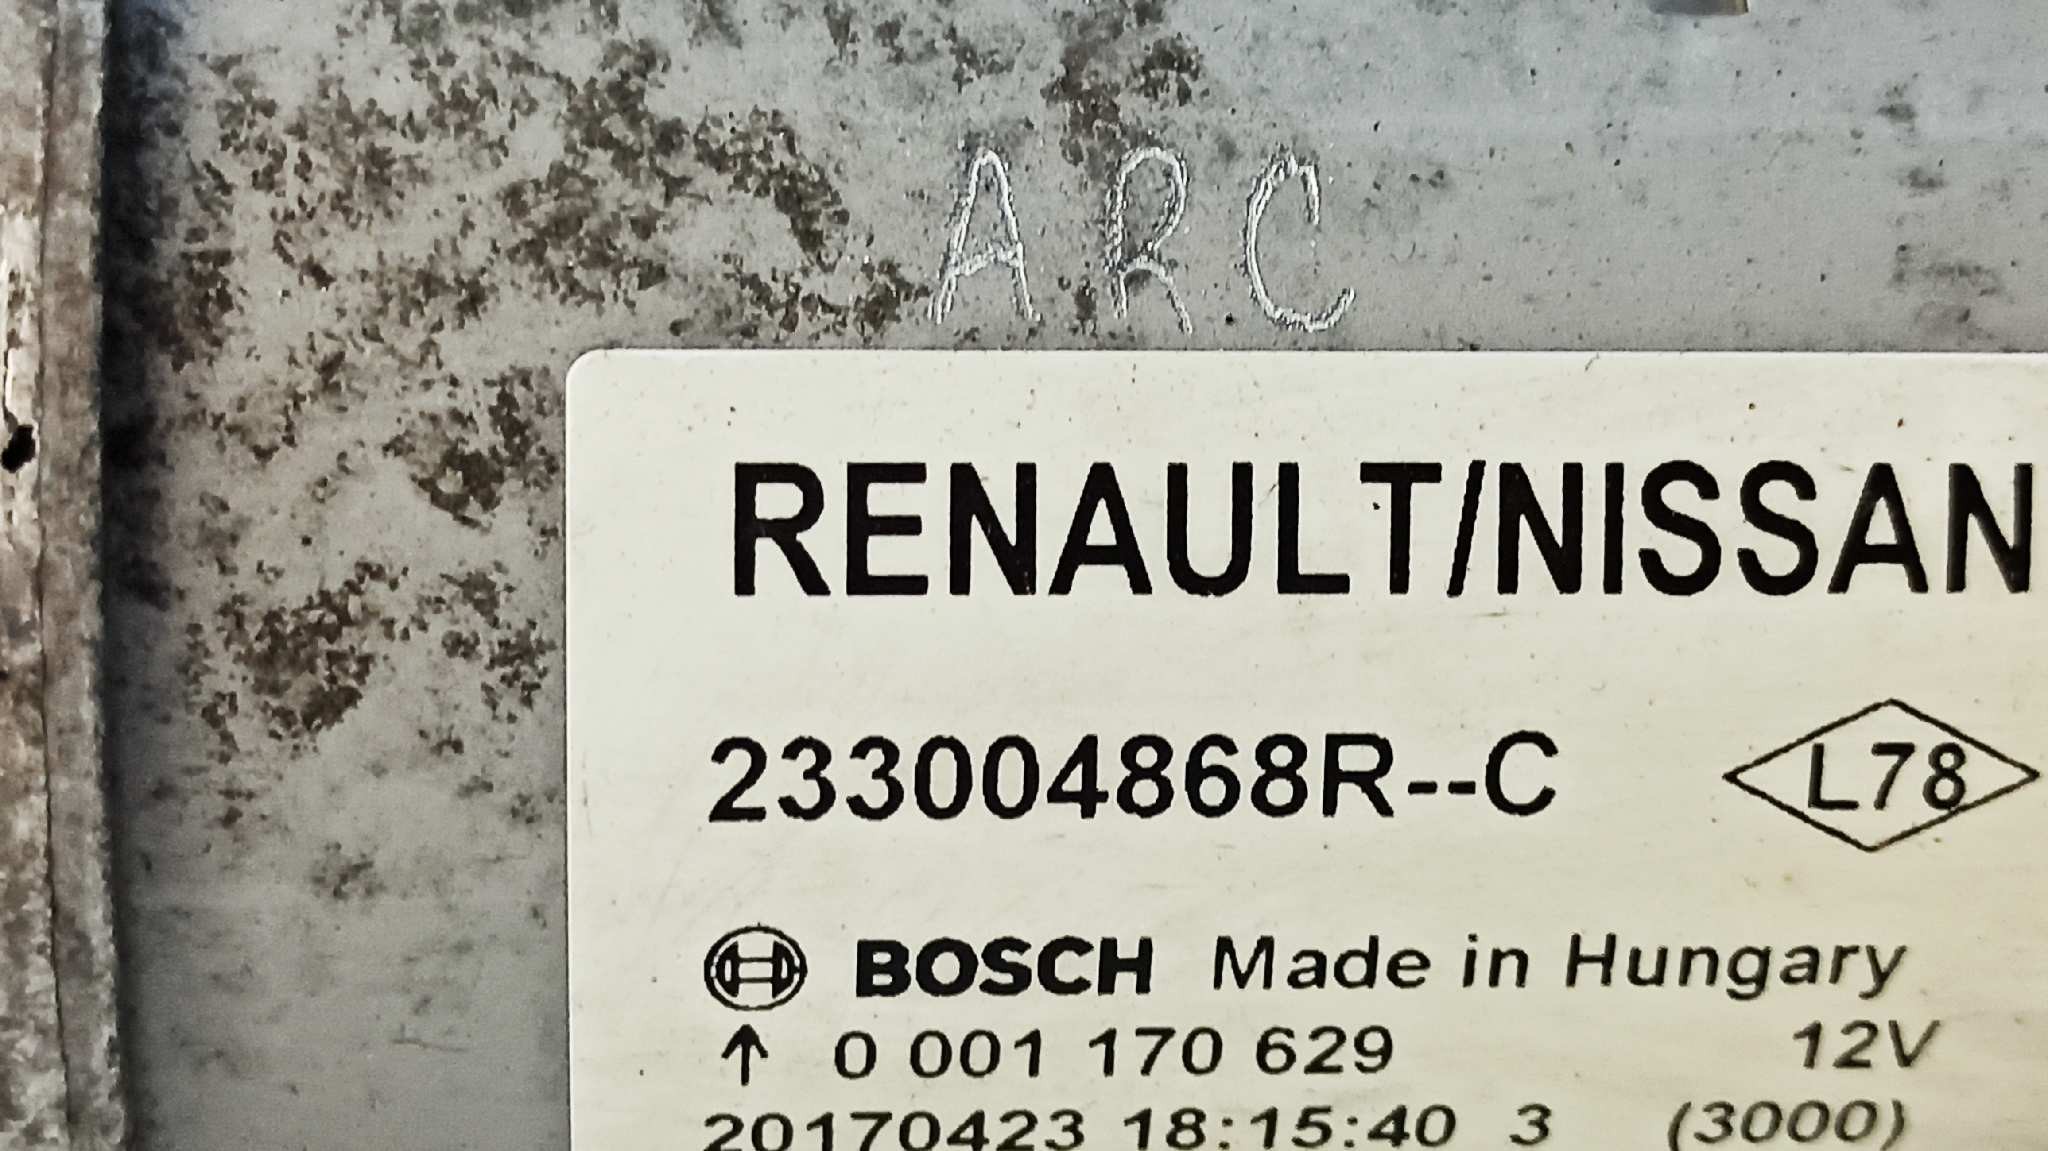 ARC
RENAULT/NISSAN
233004868R--C L78
BOSCH Made in Hungary
↑ 0 001 170 629 12V
20170423 18:15:40 3 (3000)